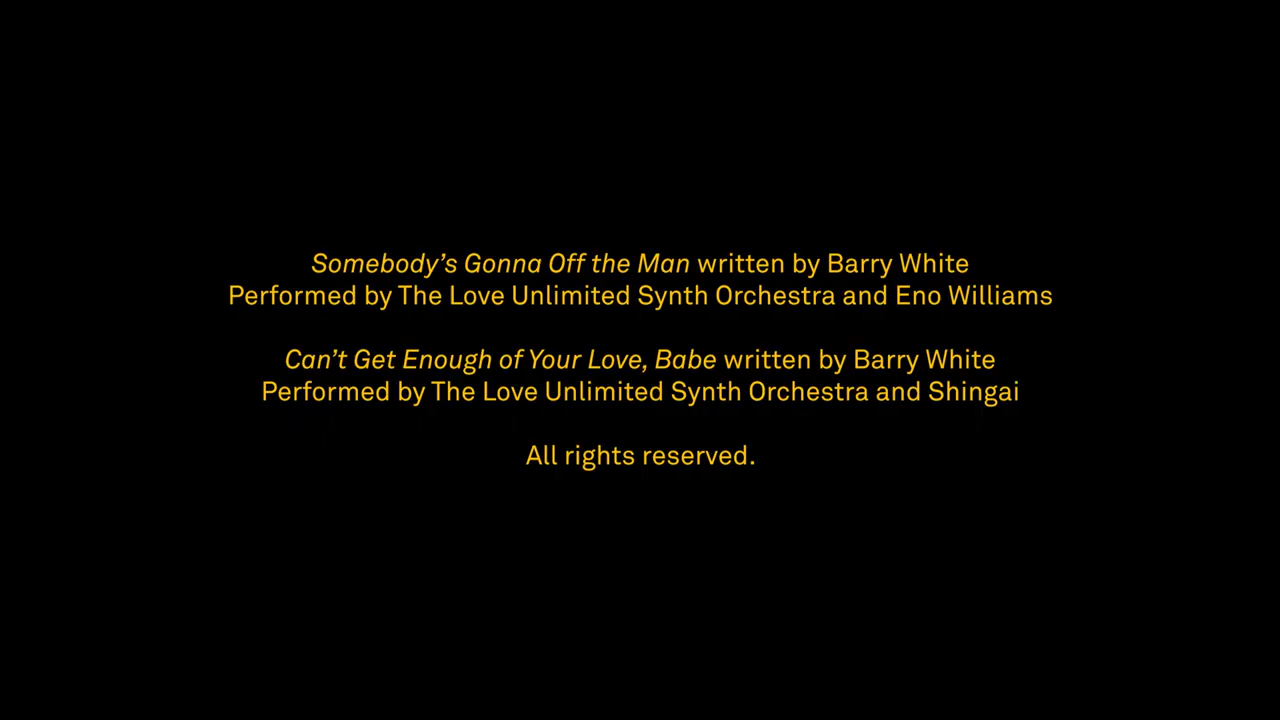 Somebody’s Gonna Off the Man written by Barry White
Performed by The Love Unlimited Synth Orchestra and Eno Williams
Can’t Get Enough of Your Love, Babe written by Barry White
Performed by The Love Unlimited Synth Orchestra and Shingai
All rights reserved.